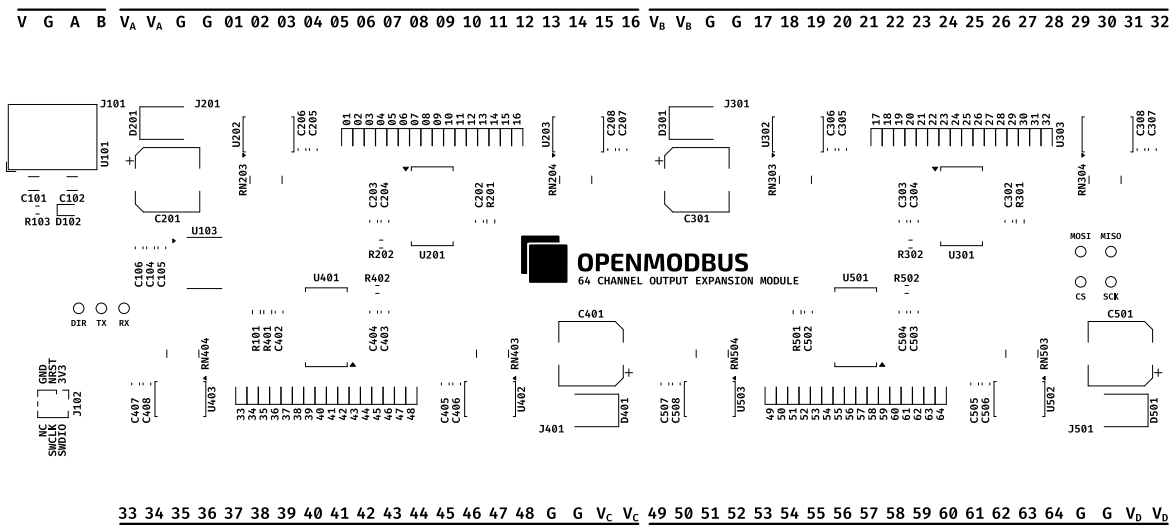 V G A B V_A V_A G G 01 02 03 04 05 06 07 08 09 10 11 12 13 14 15 16 V_B V_B G G 17 18 19 20 21 22 23 24 25 26 27 28 29 30 31 32
J101
U101
C101 C102
R103 D102
D201
J201
C201
U202
C206
C205
RN203
01 02 03 04 05 06 07 08 09 10 11 12 13 14 15 16
U203
C208
C207
RN204
C203
C204
C202
R201
R202
U201
D301
J301
C301
U302
C306
C305
RN303
17 18 19 20 21 22 23 24 25 26 27 28 29 30 31 32
U303
C308
C307
RN304
C303
C304
C302
R301
R302
U301
U103
C106
C104
C105
OPENMODBUS
64 CHANNEL OUTPUT EXPANSION MODULE
MOSI MISO
CS SCK
DIR TX RX
U401
R402
R101
R401
C402
C404
C403
RN404
RN403
C401
U501
R502
R501
C502
C504
C503
RN504
RN503
C501
GND
NRST
3V3
J102
NC
SWCLK
SWDIO
C407
C408
U403
33 34 35 36 37 38 39 40 41 42 43 44 45 46 47 48
C405
C406
U402
J401
D401
C507
C508
U503
49 50 51 52 53 54 55 56 57 58 59 60 61 62 63 64
C505
C506
U502
J501
D501
33 34 35 36 37 38 39 40 41 42 43 44 45 46 47 48 G G V_C V_C 49 50 51 52 53 54 55 56 57 58 59 60 61 62 63 64 G G V_D V_D